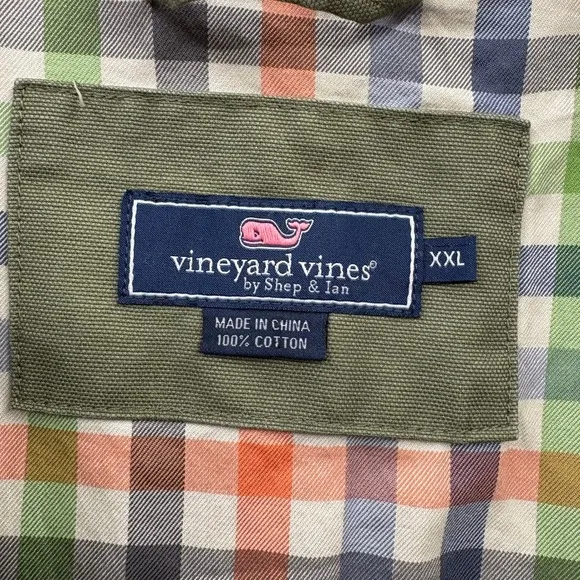 vineyard vines®
by Shep & Ian
XXL
MADE IN CHINA
100% COTTON